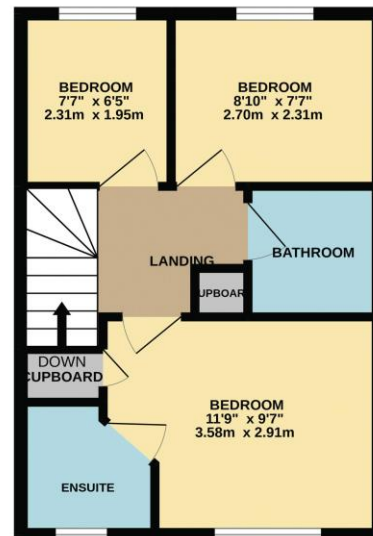 BEDROOM
7'7" x 6'5"
2.31m x 1.95m
BEDROOM
8'10" x 7'7"
2.70m x 2.31m
LANDING
BATHROOM
UPBOAR
DOWN
CUPBOARD
BEDROOM
11'9" x 9'7"
3.58m x 2.91m
ENSUITE